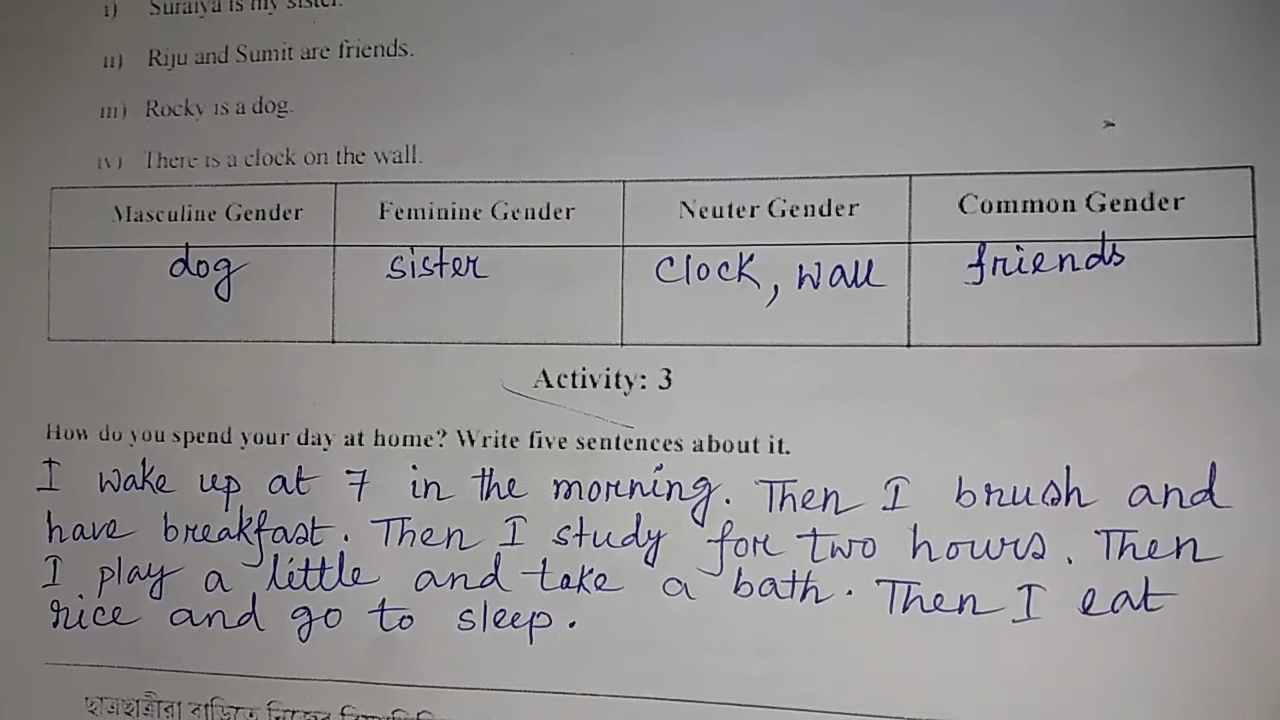 i) Suraiya is my sister.
ii) Riju and Sumit are friends.
iii) Rocky is a dog.
iv) There is a clock on the wall.
Masculine Gender Feminine Gender Neuter Gender Common Gender
dog sister Clock, wall friends
Activity: 3
How do you spend your day at home? Write five sentences about it.
I wake up at 7 in the morning. Then I brush and
have breakfast. Then I study for two hours. Then
I play a little and take a bath. Then I eat
rice and go to sleep.
ছাত্রছাত্রীরা বাড়িতে নিজের